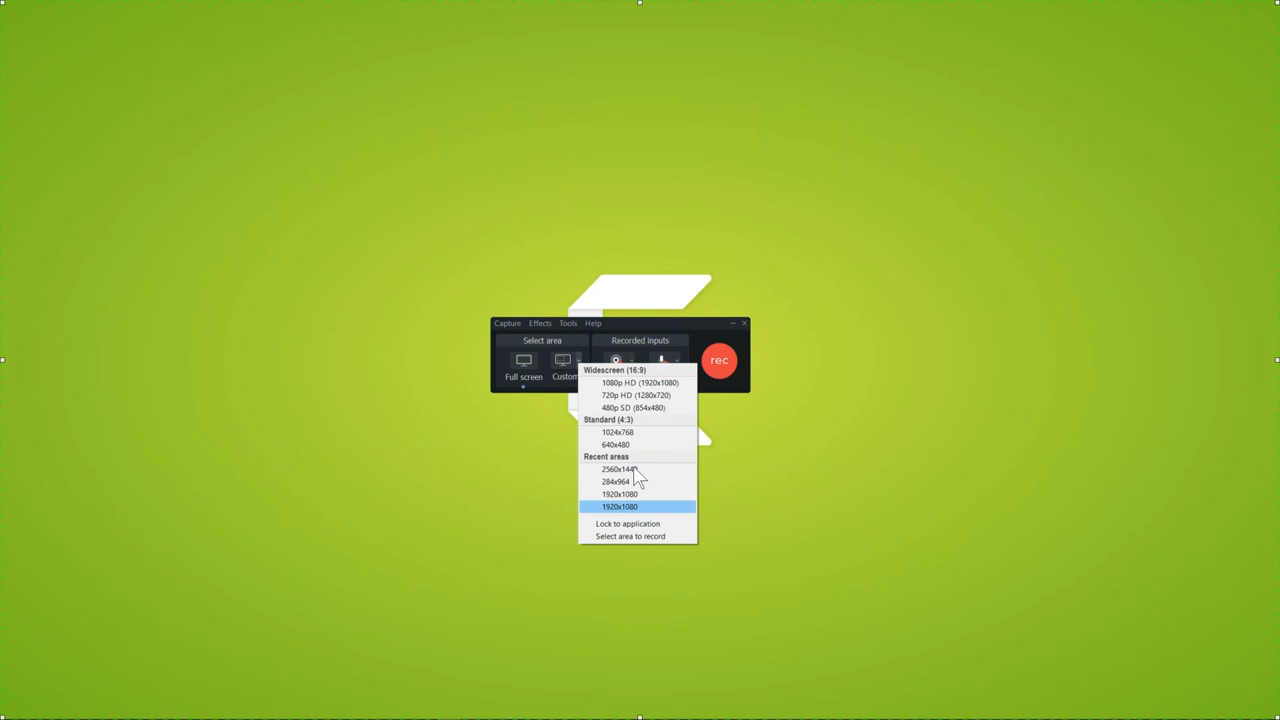 Capture Effects Tools Help
Select area Recorded inputs
Full screen Custom
rec
Widescreen (16:9)
1080p HD (1920x1080)
720p HD (1280x720)
480p SD (854x480)
Standard (4:3)
1024x768
640x480
Recent areas
2560x1440
284x964
1920x1080
1920x1080
Lock to application
Select area to record